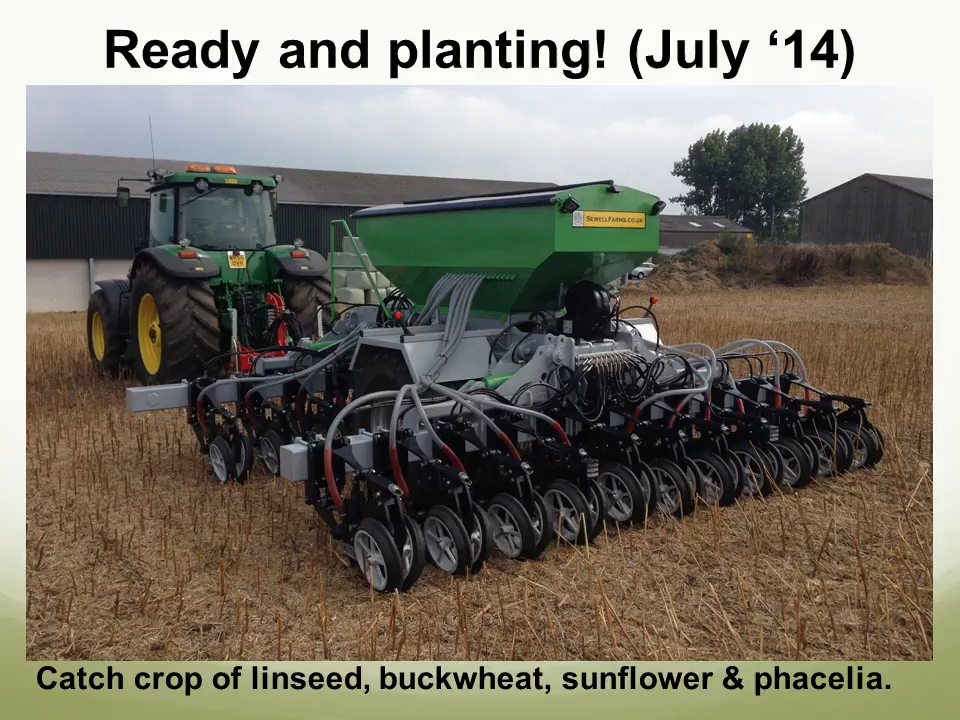 Ready and planting! (July ‘14)
SEWELLFARMS.CO.UK
Catch crop of linseed, buckwheat, sunflower & phacelia.